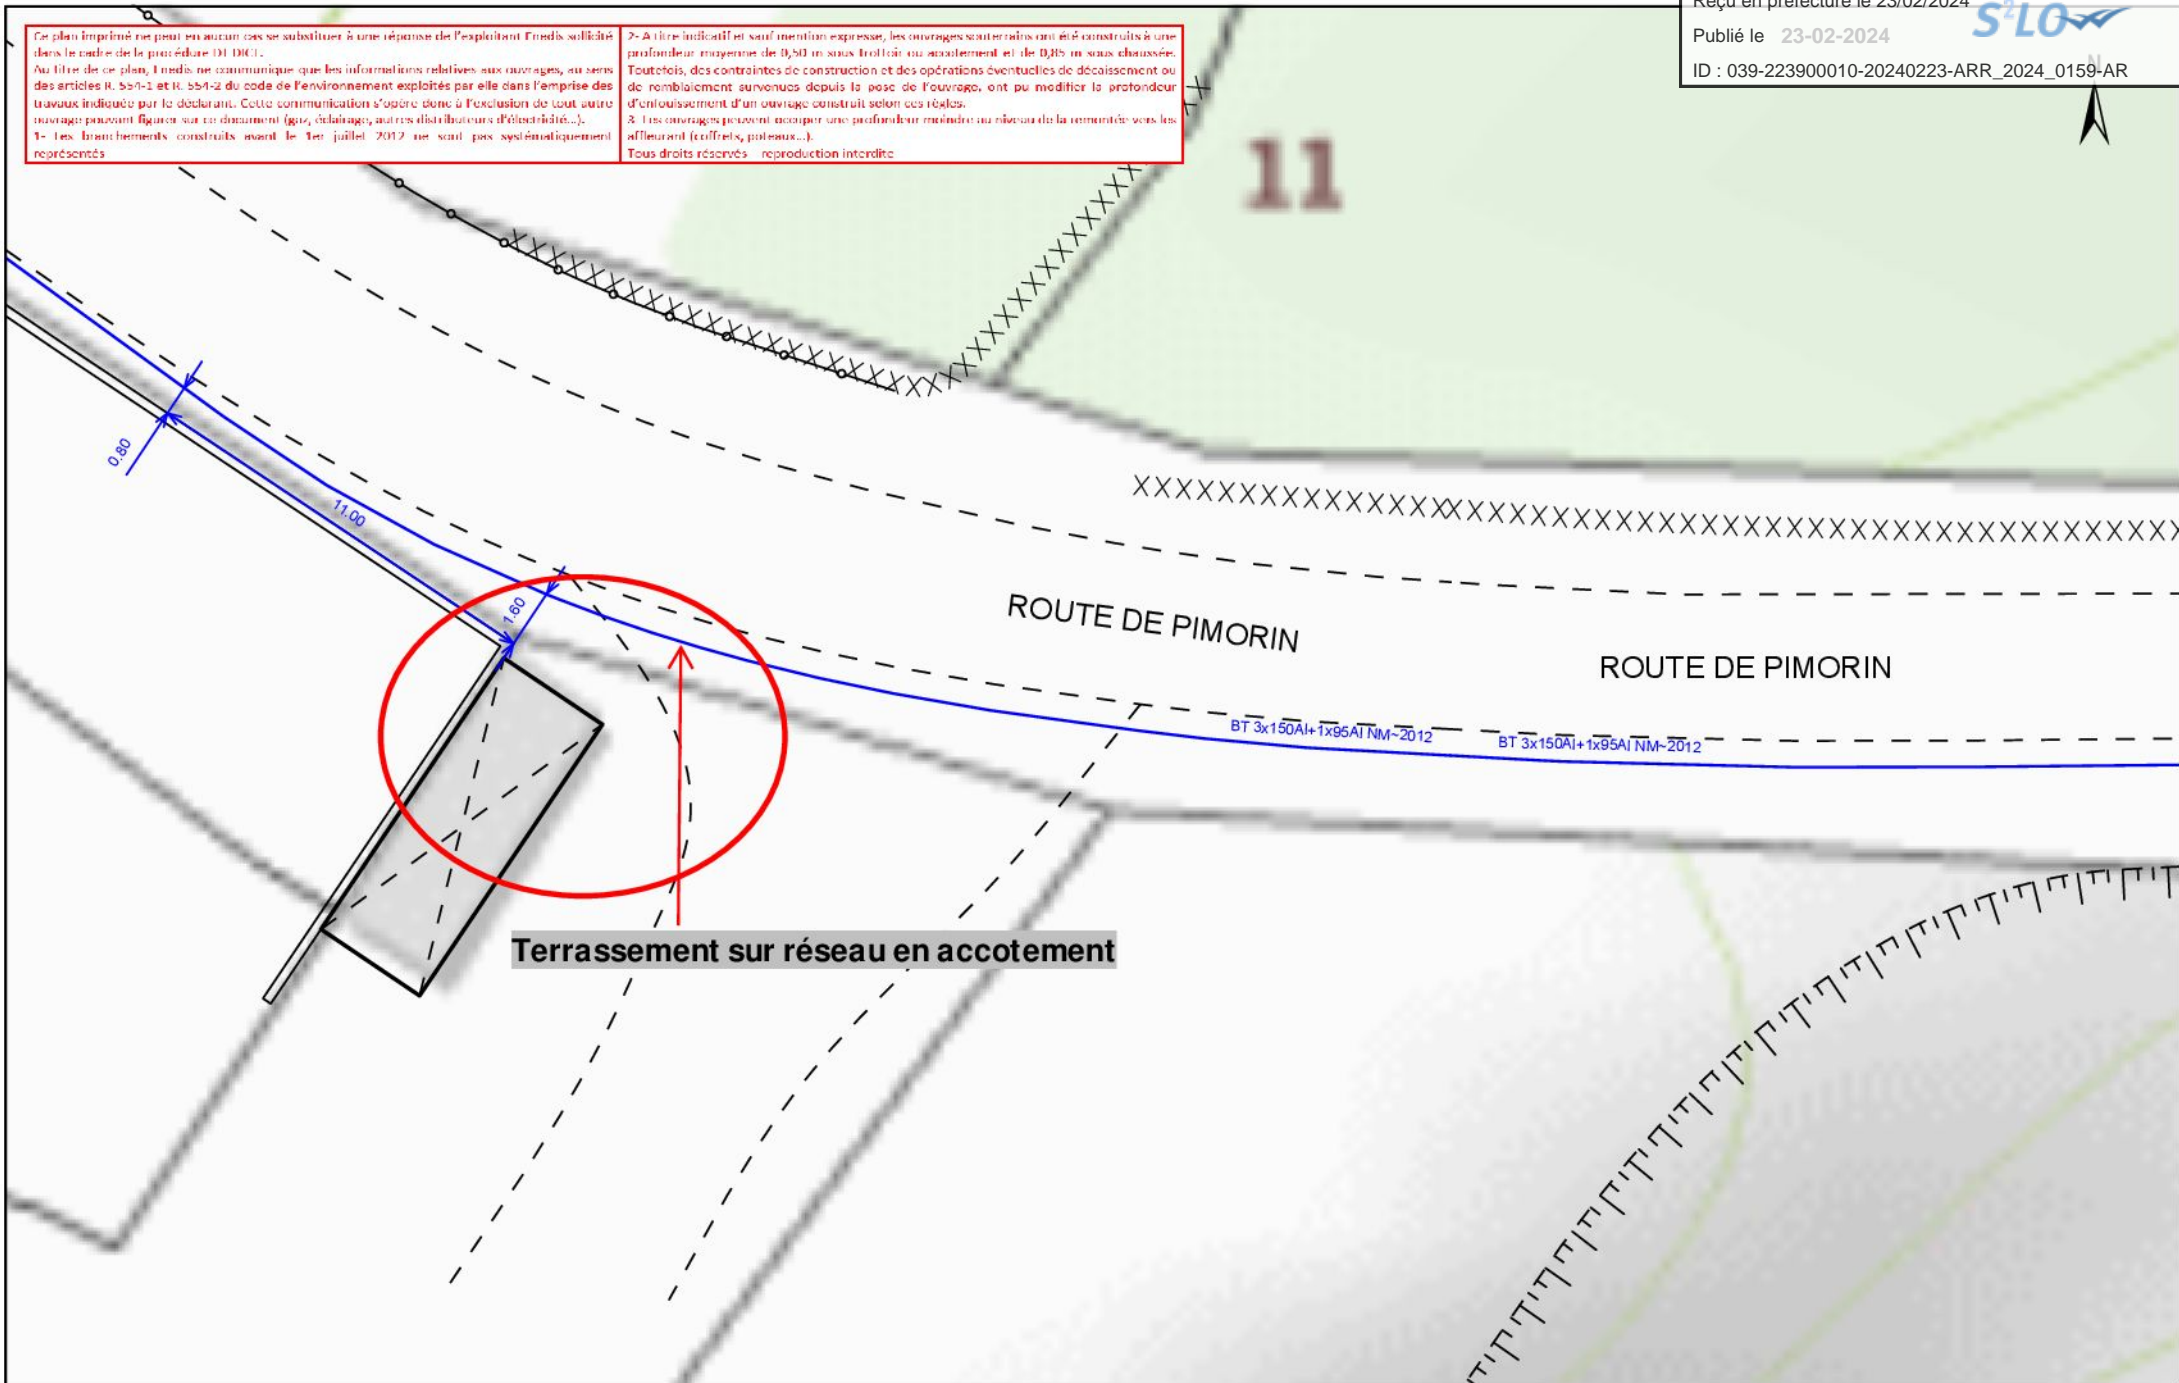 Reçu en préfecture le 23/02/2024
Publié le 23-02-2024
S²LO
ID : 039-223900010-20240223-ARR_2024_0159-AR
N
Ce plan imprimé ne peut en aucun cas se substituer à une réponse de l'exploitant Enedis sollicité
dans le cadre de la procédure DT DICT.
Au titre de ce plan, Enedis ne communique que les informations relatives aux ouvrages, au sens
des articles R. 554-1 et R. 554-2 du code de l'environnement exploités par elle dans l'emprise des
travaux indiquée par le déclarant. Cette communication s'opère donc à l'exclusion de tout autre
ouvrage pouvant figurer sur ce document (gaz, éclairage, autres distributeurs d'électricité...).
1- Les branchements construits avant le 1er juillet 2012 ne sont pas systématiquement
représentés
2- A titre indicatif et sauf mention expresse, les ouvrages souterrains ont été construits à une
profondeur moyenne de 0,50 m sous trottoir ou accotement et de 0,85 m sous chaussée.
Toutefois, des contraintes de construction et des opérations éventuelles de décaissement ou
de remblaiement survenues depuis la pose de l'ouvrage, ont pu modifier la profondeur
d'enfouissement d'un ouvrage construit selon ces règles.
3- Les ouvrages peuvent occuper une profondeur moindre au niveau de la remontée vers les
affleurant (coffrets, poteaux...).
Tous droits réservés reproduction interdite
11
0.80
11.00
1.60
ROUTE DE PIMORIN
ROUTE DE PIMORIN
BT 3x150Al+1x95Al NM~2012
BT 3x150Al+1x95Al NM~2012
Terrassement sur réseau en accotement